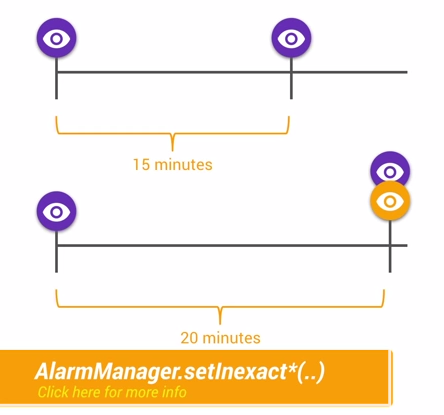 15 minutes
20 minutes
AlarmManager.setInexact*(..)
Click here for more info